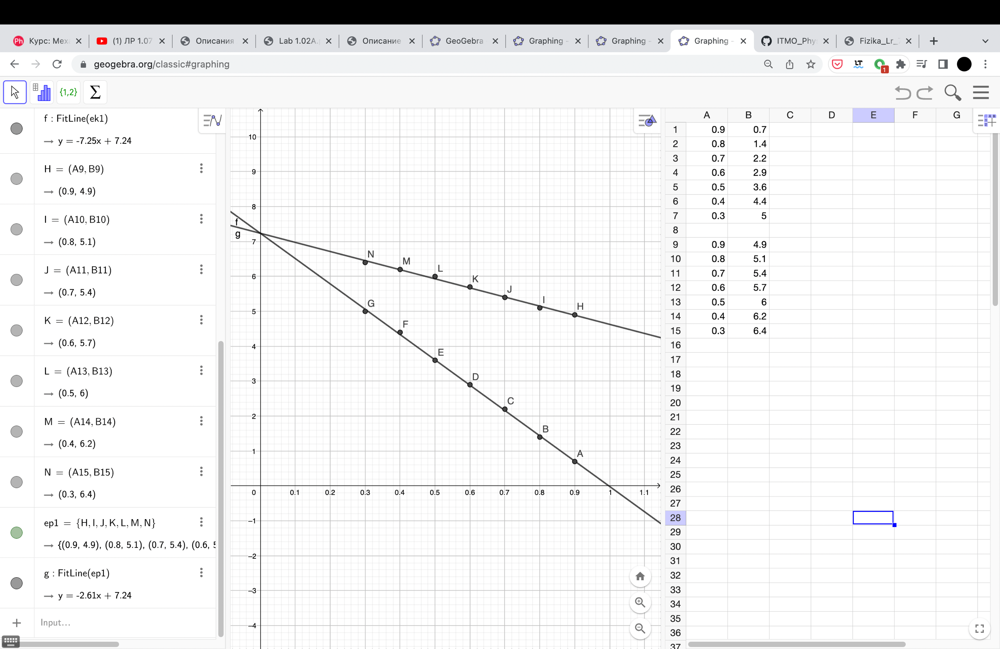 Ph Курс: Меха
(1) ЛР 1.07
Описания
Lab 1.02A.p
Описание
GeoGebra
Graphing -
Graphing -
Graphing -
ITMO_Phy
Fizika_Lr_
geogebra.org/classic#graphing
LT
1
{1,2}
Σ
f : FitLine(ek1)
→ y = -7.25x + 7.24
H = (A9, B9)
→ (0.9, 4.9)
I = (A10, B10)
→ (0.8, 5.1)
J = (A11, B11)
→ (0.7, 5.4)
K = (A12, B12)
→ (0.6, 5.7)
L = (A13, B13)
→ (0.5, 6)
M = (A14, B14)
→ (0.4, 6.2)
N = (A15, B15)
→ (0.3, 6.4)
ep1 = {H, I, J, K, L, M, N}
→ {(0.9, 4.9), (0.8, 5.1), (0.7, 5.4), (0.6, 5
g : FitLine(ep1)
→ y = -2.61x + 7.24
+ Input...
10
9
8
f
g
7
N
M
L
6
K
J
I
H
G
5
F
4
E
3
D
C
2
B
1
A
0 0.1 0.2 0.3 0.4 0.5 0.6 0.7 0.8 0.9 1 1.1
–1
–2
–3
–4
A B C D E F G
1 0.9 0.7
2 0.8 1.4
3 0.7 2.2
4 0.6 2.9
5 0.5 3.6
6 0.4 4.4
7 0.3 5
8
9 0.9 4.9
10 0.8 5.1
11 0.7 5.4
12 0.6 5.7
13 0.5 6
14 0.4 6.2
15 0.3 6.4
16
17
18
19
20
21
22
23
24
25
26
27
28
29
30
31
32
33
34
35
36
37